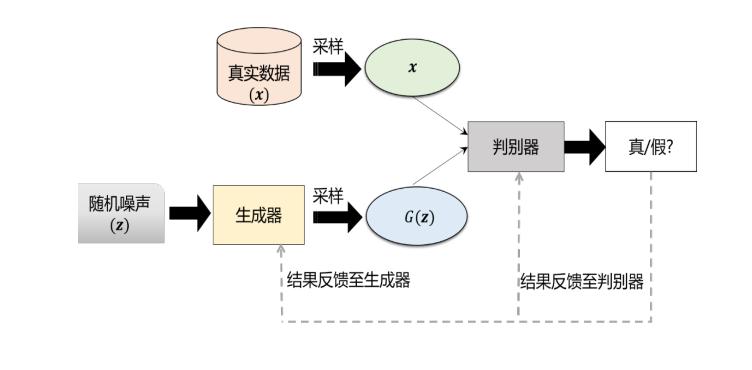 采样
真实数据
(x)
x
判别器
真/假?
随机噪声
(z)
生成器
采样
G(z)
结果反馈至生成器
结果反馈至判别器